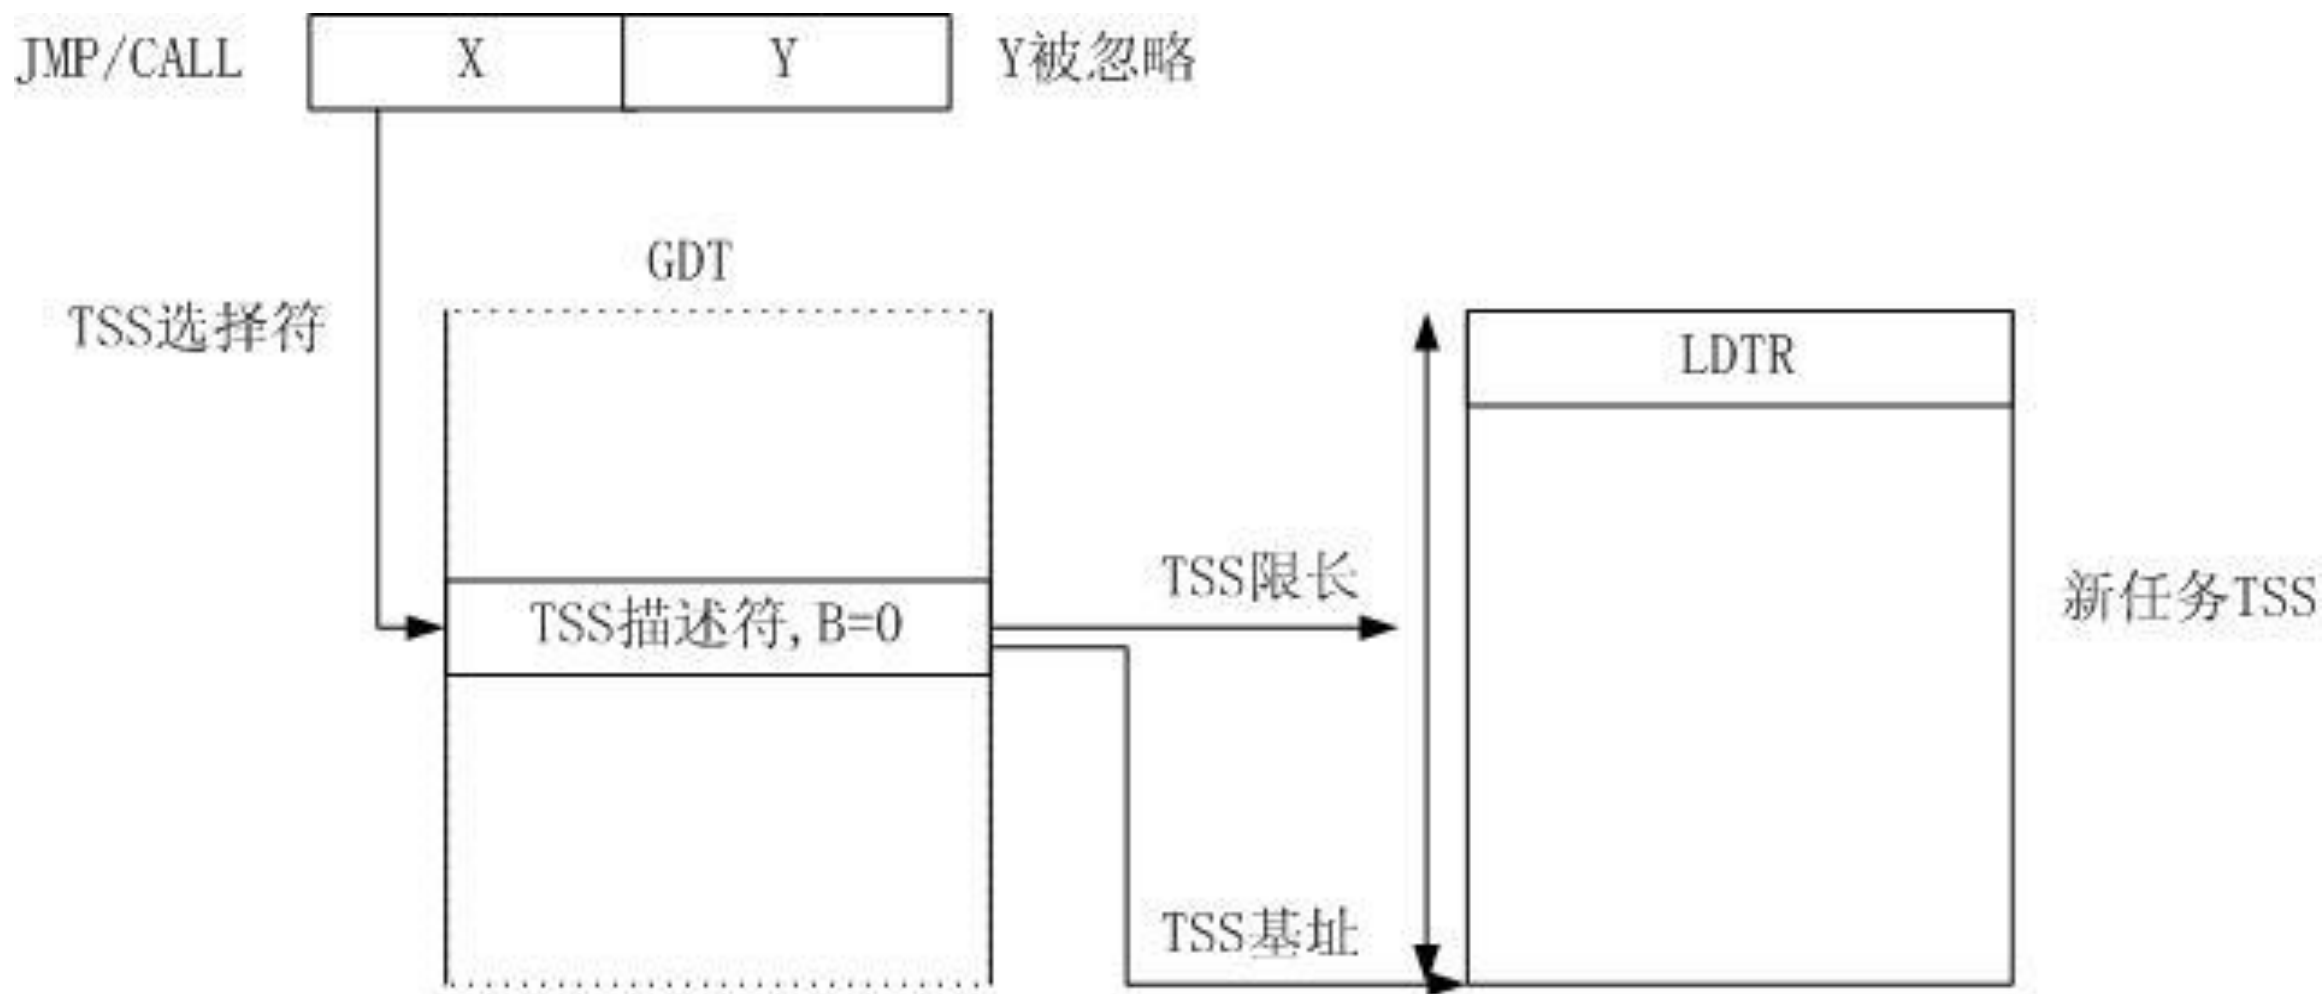 JMP/CALL X Y Y被忽略
GDT
TSS选择符
LDTR
TSS限长
TSS描述符,B=0
新任务TSS
TSS基址